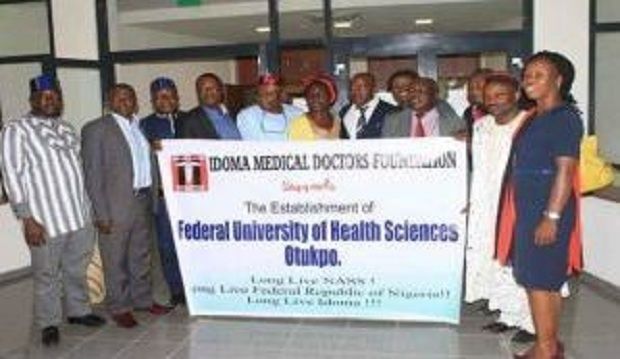 IDOMA MEDICAL DOCTORS FOUNDATION
Supports
The Establishment of
Federal University of Health Sciences
Otukpo.
Long Live NASS !
Live Federal Republic of Nigeria!!
Long Live Idoma !!!